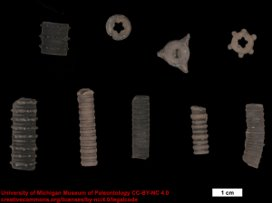 1 cm
University of Michigan Museum of Paleontology CC-BY-NC 4.0
creativecommons.org/licenses/by-nc/4.0/legalcode